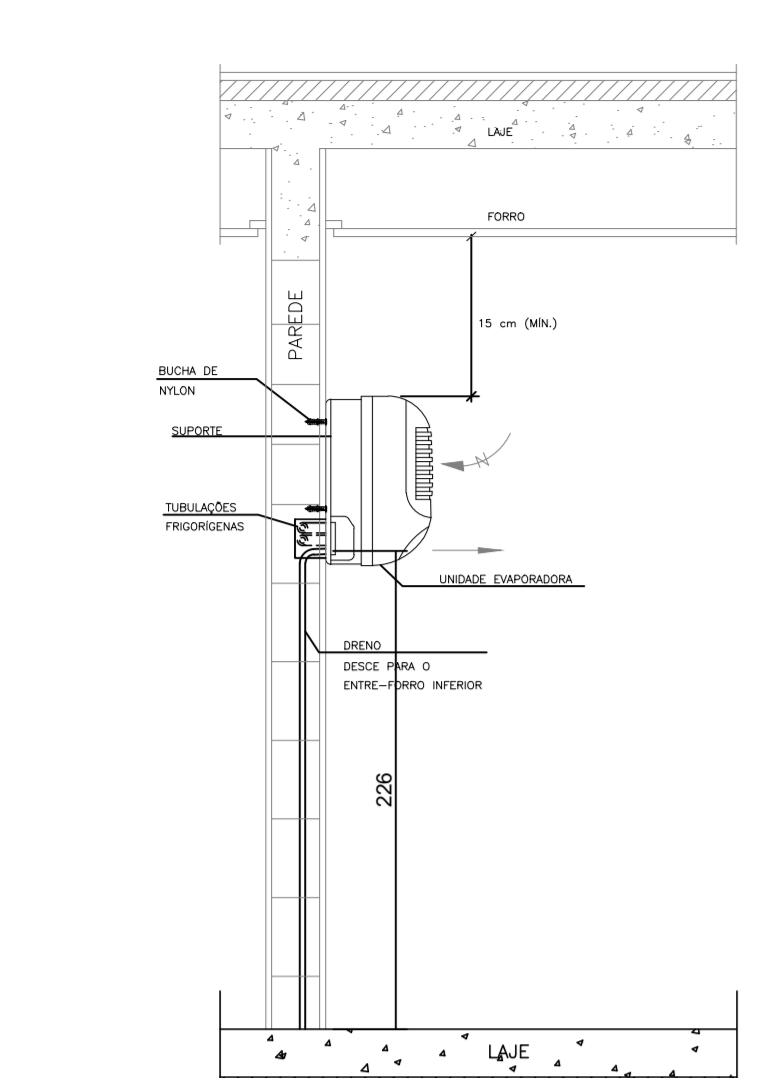 LAJE
FORRO
PAREDE
15 cm (MÍN.)
BUCHA DE
NYLON
SUPORTE
TUBULAÇÕES
FRIGORÍGENAS
UNIDADE EVAPORADORA
DRENO
DESCE PARA O
ENTRE-FORRO INFERIOR
226
LAJE